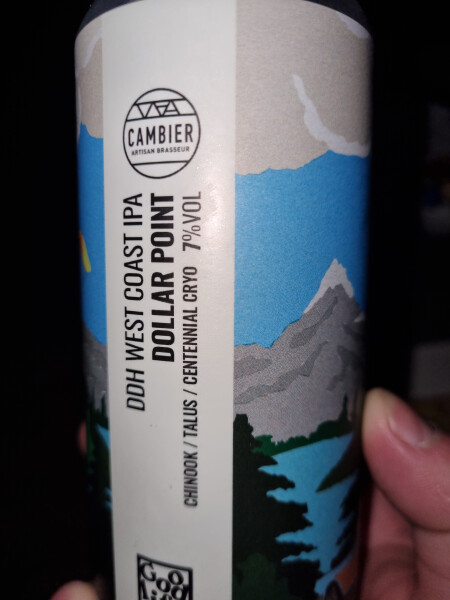 CAMBIER
ARTISAN BRASSEUR
DDH WEST COAST IPA
DOLLAR POINT
CHINOOK / TALUS / CENTENNIAL CRYO 7%VOL